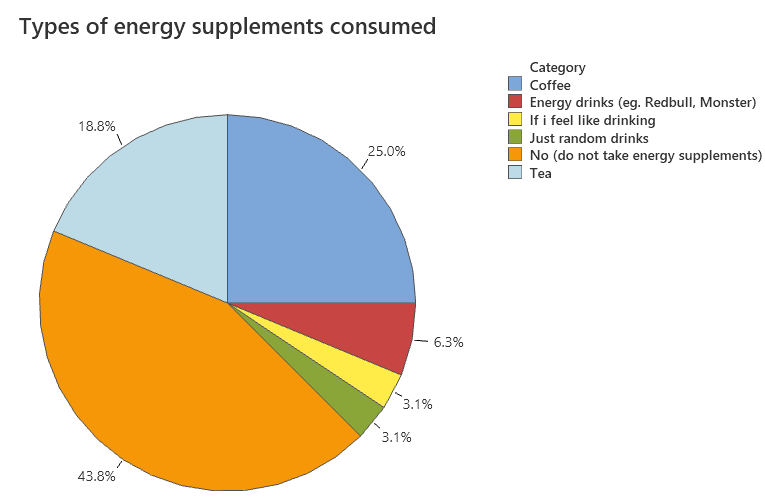 Types of energy supplements consumed
Category
Coffee
Energy drinks (eg. Redbull, Monster)
If i feel like drinking
Just random drinks
No (do not take energy supplements)
Tea
18.8%
25.0%
6.3%
3.1%
3.1%
43.8%